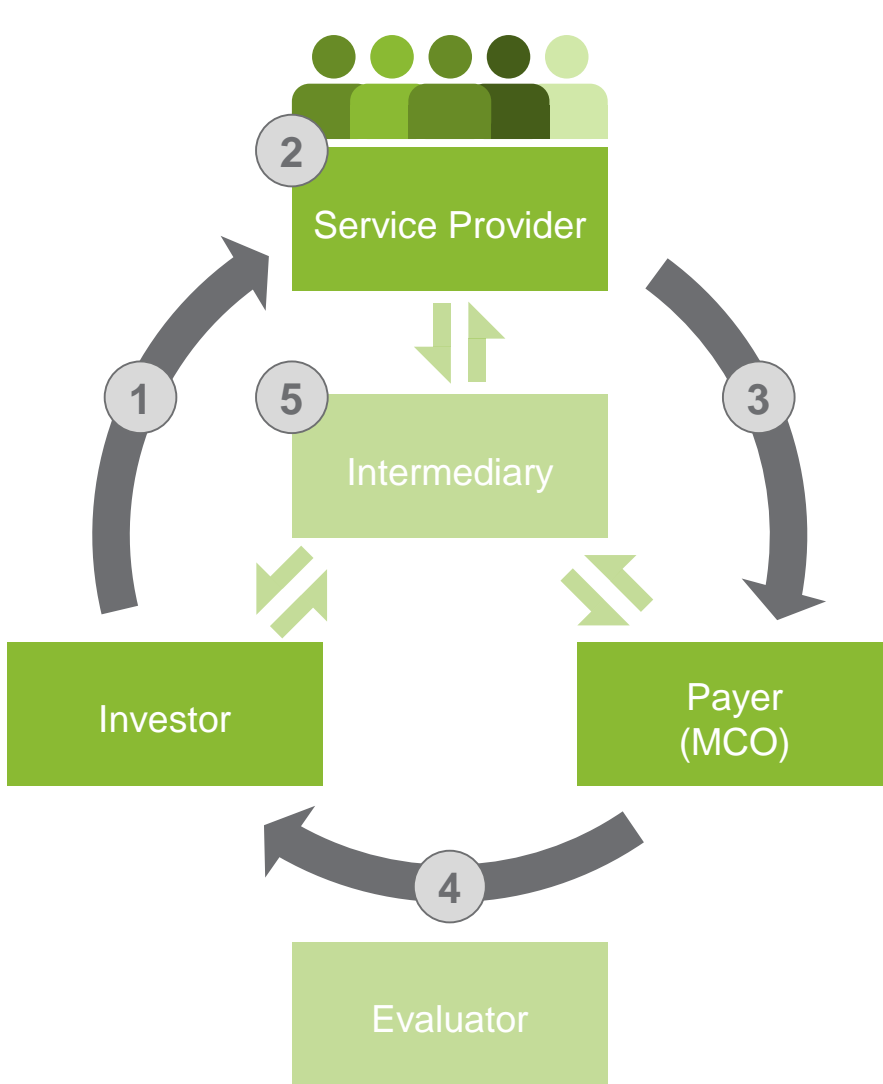 2
Service Provider
1
5
3
Intermediary
Investor
Payer
(MCO)
4
Evaluator